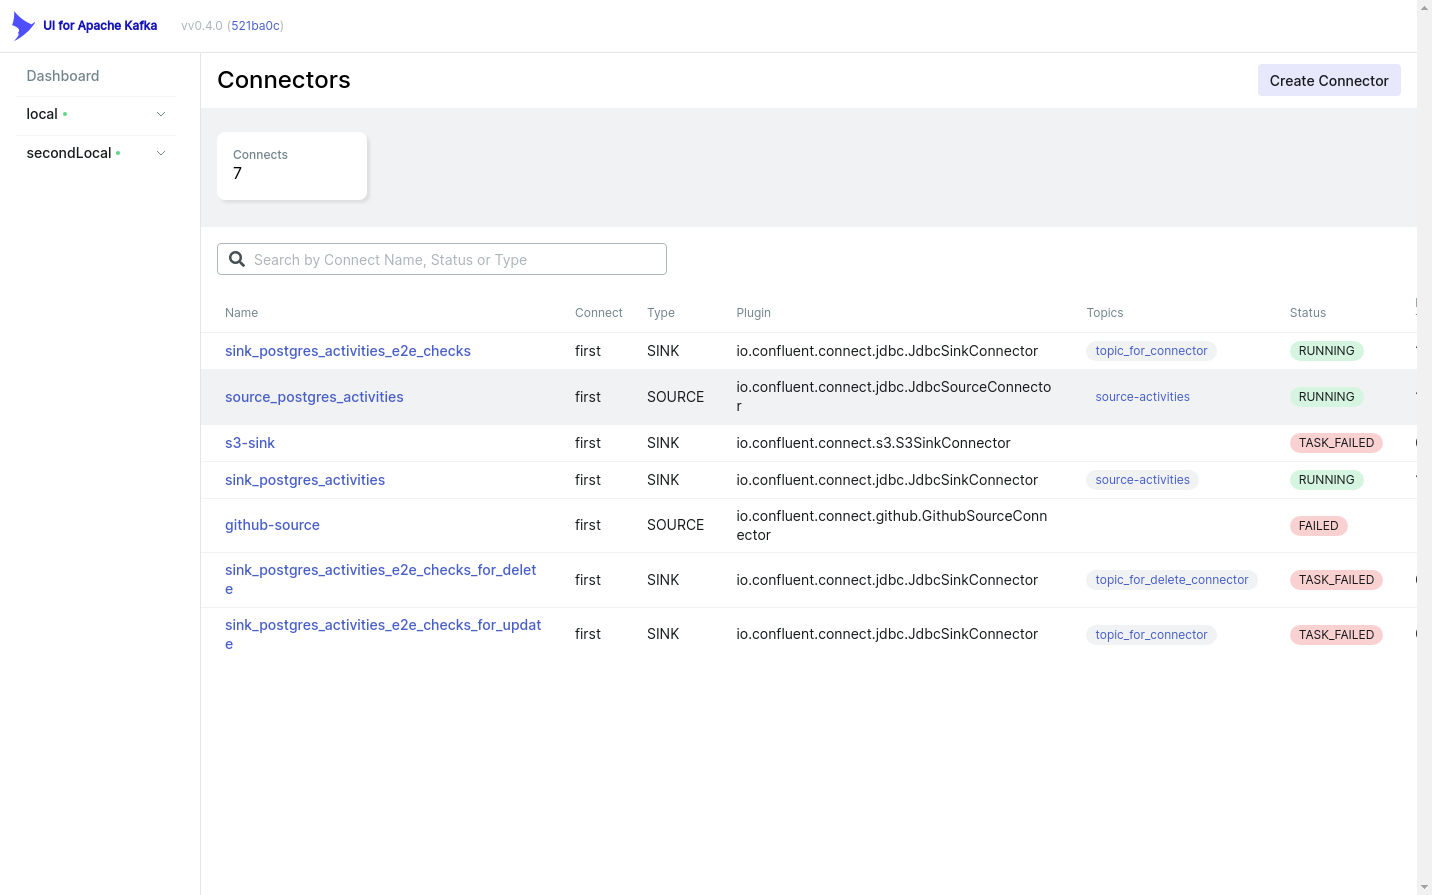 UI for Apache Kafka
vv0.4.0 (521ba0c)
Dashboard
local
secondLocal
Connectors
Create Connector
Connects
7
Search by Connect Name, Status or Type
Name Connect Type Plugin Topics Status
sink_postgres_activities_e2e_checks first SINK io.confluent.connect.jdbc.JdbcSinkConnector topic_for_connector RUNNING
source_postgres_activities first SOURCE io.confluent.connect.jdbc.JdbcSourceConnecto
r source-activities RUNNING
s3-sink first SINK io.confluent.connect.s3.S3SinkConnector TASK_FAILED
sink_postgres_activities first SINK io.confluent.connect.jdbc.JdbcSinkConnector source-activities RUNNING
github-source first SOURCE io.confluent.connect.github.GithubSourceConn
ector FAILED
sink_postgres_activities_e2e_checks_for_delet
e first SINK io.confluent.connect.jdbc.JdbcSinkConnector topic_for_delete_connector TASK_FAILED
sink_postgres_activities_e2e_checks_for_updat
e first SINK io.confluent.connect.jdbc.JdbcSinkConnector topic_for_connector TASK_FAILED